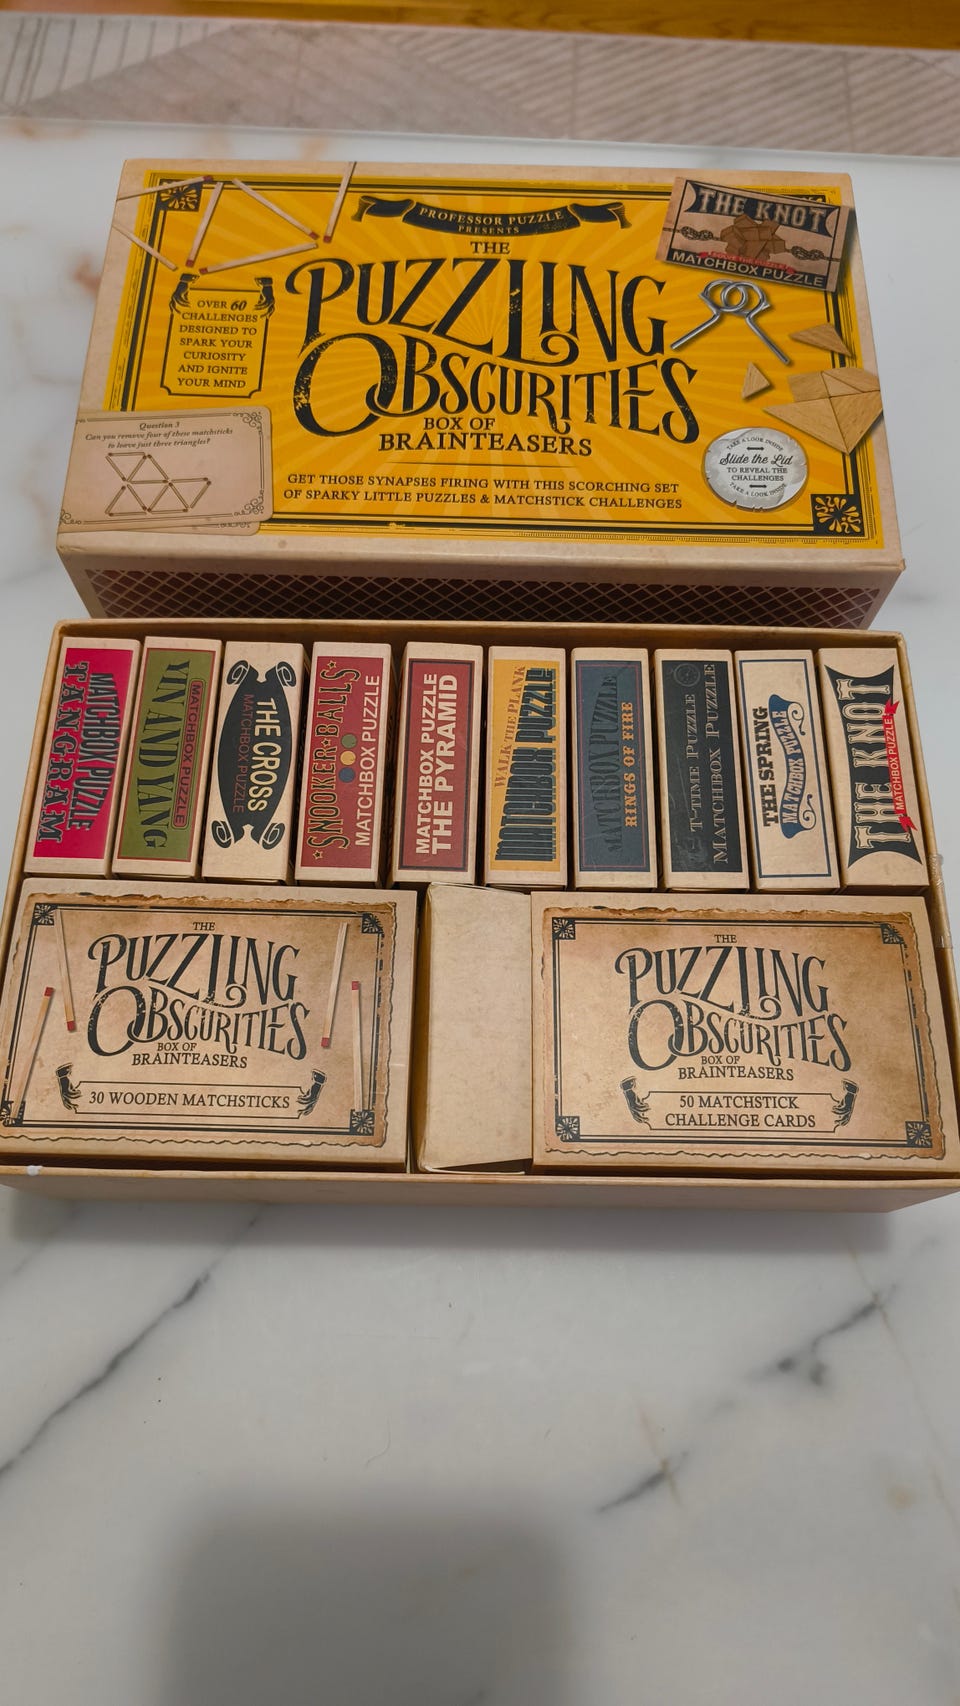 PROFESSOR PUZZLE
PRESENTS
THE
PUZZLING
OBSCURITIES
BOX OF
BRAINTEASERS
GET THOSE SYNAPSES FIRING WITH THIS SCORCHING SET
OF SPARKY LITTLE PUZZLES & MATCHSTICK CHALLENGES
OVER 60
CHALLENGES
DESIGNED TO
SPARK YOUR
CURIOSITY
AND IGNITE
YOUR MIND
Question 3
Can you remove four of these matchsticks
to leave just three triangles?
THE KNOT
MATCHBOX PUZZLE
TAKE A LOOK INSIDE
Slide the Lid
TO REVEAL THE
CHALLENGES
TAKE A LOOK INSIDE
MATCHBOX PUZZLE
TANGRAM
MATCHBOX PUZZLE
YIN AND YANG
THE CROSS
MATCHBOX PUZZLE
SNOOKER BALLS
MATCHBOX PUZZLE
MATCHBOX PUZZLE
THE PYRAMID
WALK THE PLANK
MATCHBOX PUZZLE
MATCHBOX PUZZLE
RINGS OF FIRE
T-TIME PUZZLE
MATCHBOX PUZZLE
THE SPRING
MATCHBOX PUZZLE
THE KNOT
MATCHBOX PUZZLE
THE
PUZZLING
OBSCURITIES
BOX OF
BRAINTEASERS
30 WOODEN MATCHSTICKS
THE
PUZZLING
OBSCURITIES
BOX OF
BRAINTEASERS
50 MATCHSTICK
CHALLENGE CARDS